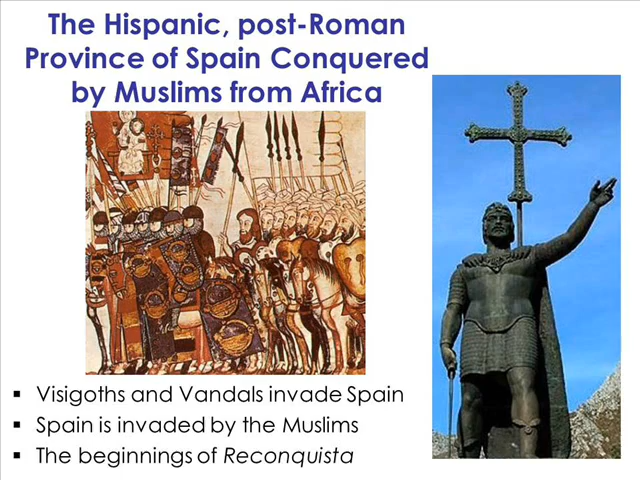 The Hispanic, post-Roman
Province of Spain Conquered
by Muslims from Africa
▪ Visigoths and Vandals invade Spain
▪ Spain is invaded by the Muslims
▪ The beginnings of Reconquista